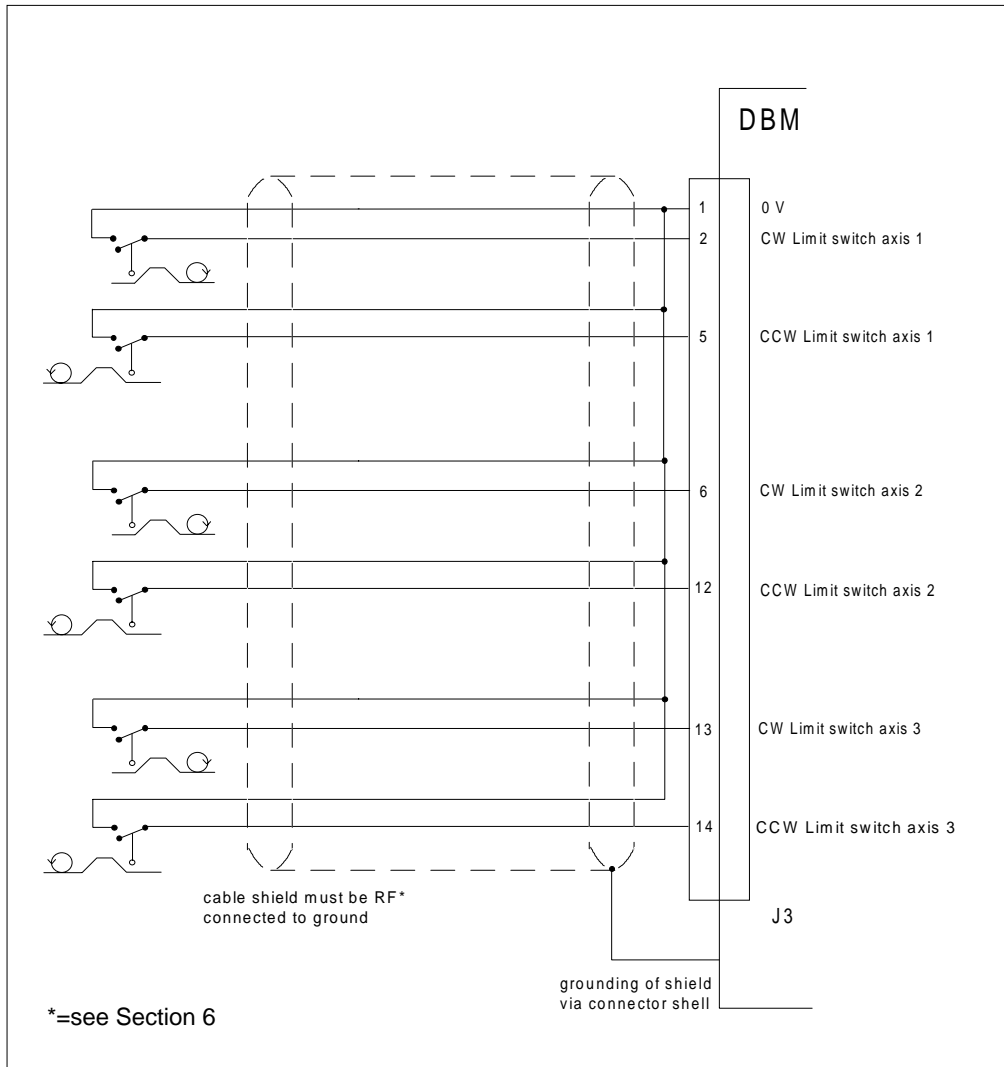 DBM
1 0 V
2 CW Limit switch axis 1
5 CCW Limit switch axis 1
6 CW Limit switch axis 2
12 CCW Limit switch axis 2
13 CW Limit switch axis 3
14 CCW Limit switch axis 3
cable shield must be RF*
connected to ground
J3
grounding of shield
via connector shell
*=see Section 6